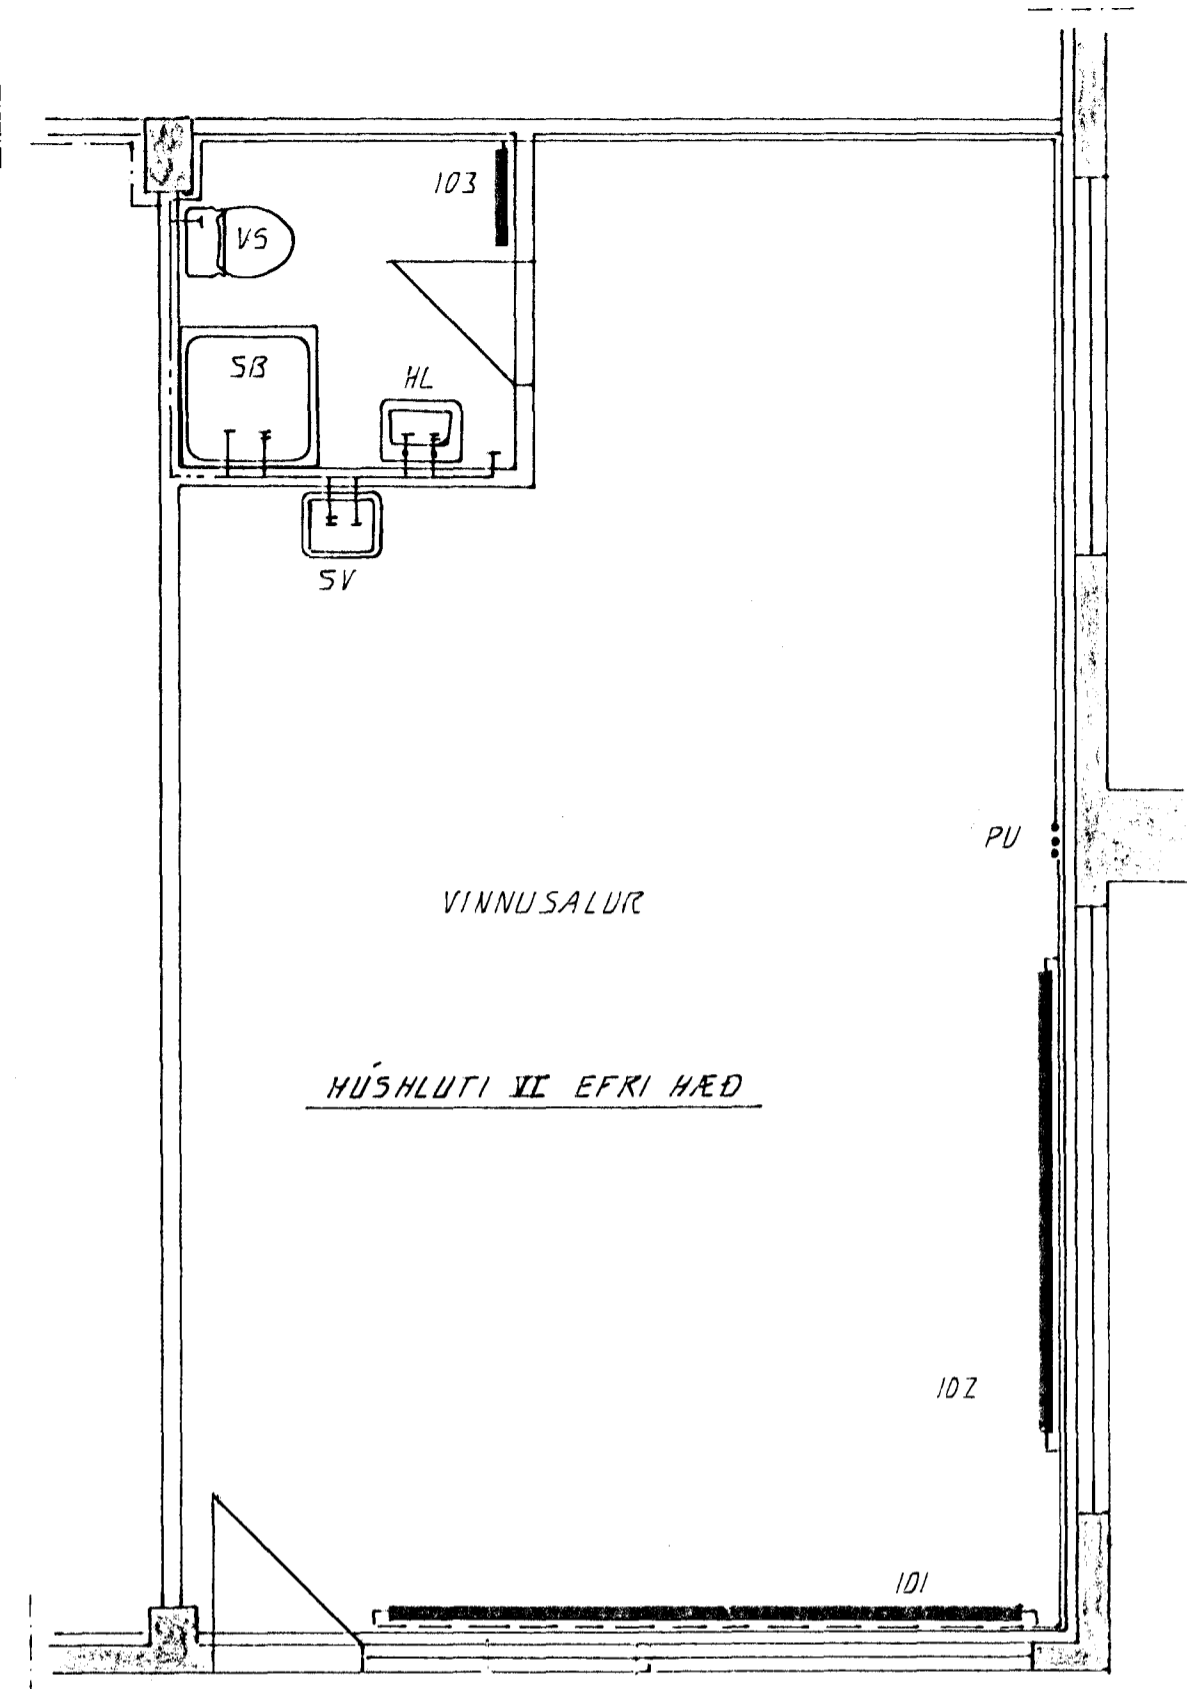 103
VS
SB
HL
SV
PU
VINNUSALUR
HÚSHLUTI VI EFRI HÆÐ
102
101